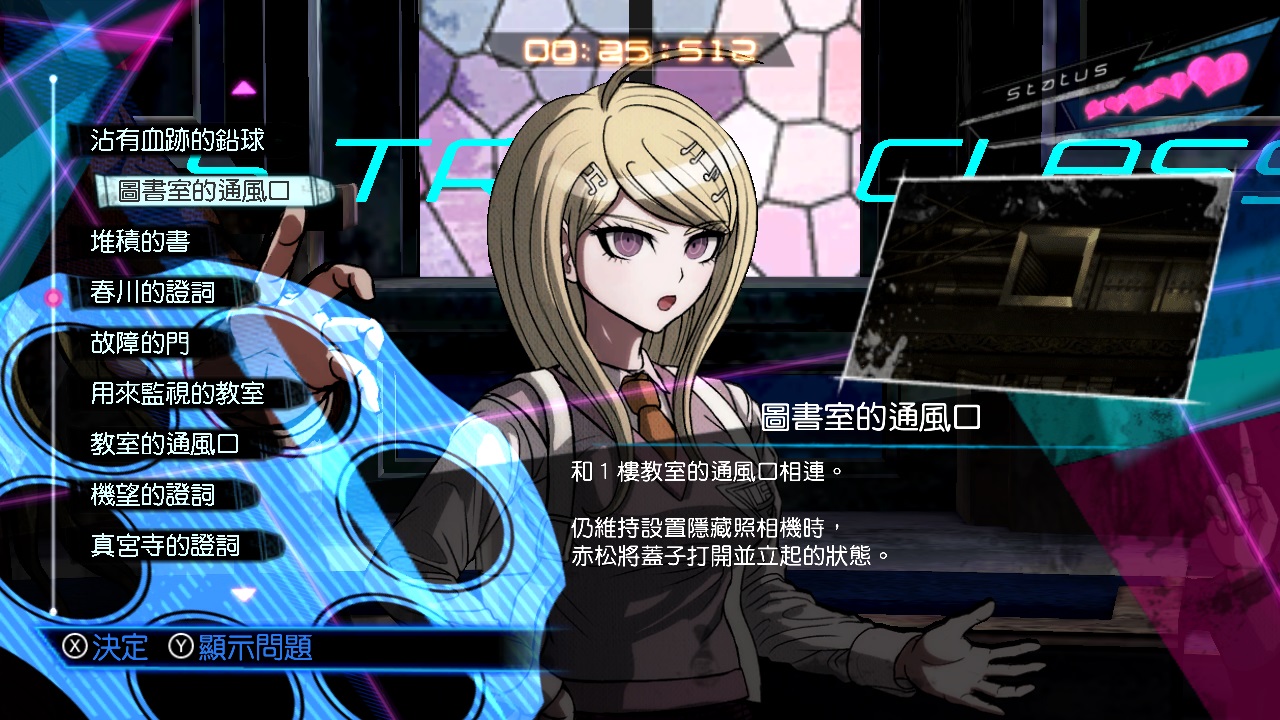 00:25:512
status
沾有血跡的鉛球
圖書室的通風口
堆積的書
春川的證詞
故障的門
用來監視的教室
教室的通風口
機望的證詞
真宮寺的證詞
圖書室的通風口
和1樓教室的通風口相連。
仍維持設置隱藏照相機時，
赤松將蓋子打開並立起的狀態。
X決定 Y顯示問題